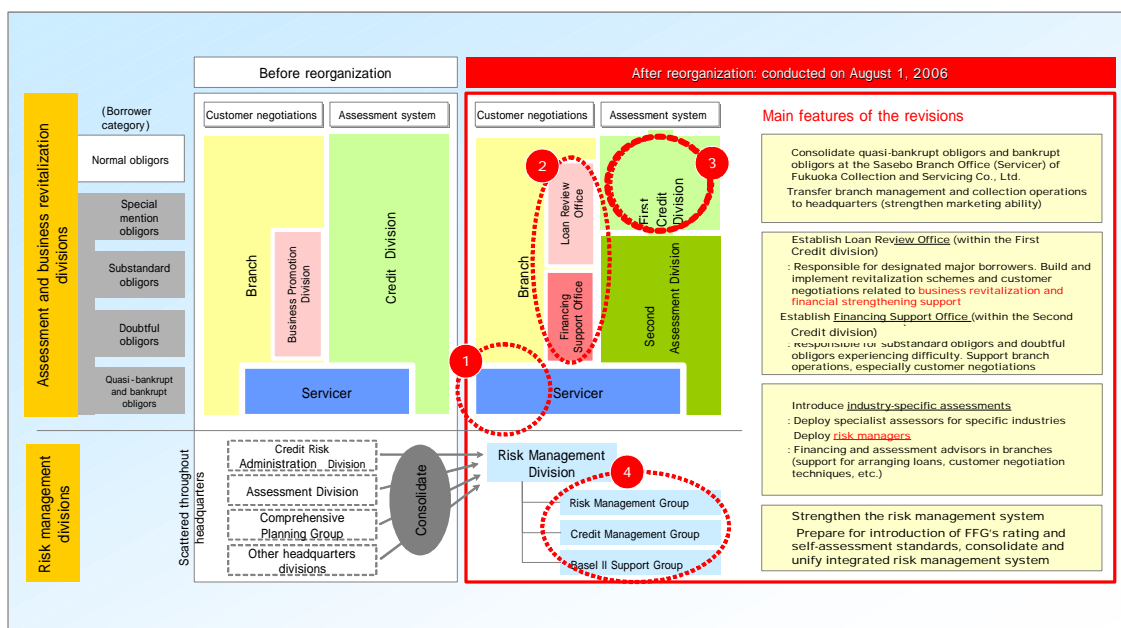 Before reorganization
After reorganization: conducted on August 1, 2006
Assessment and business revitalization
divisions
(Borrower
category)
Normal obligors
Special
mention
obligors
Substandard
obligors
Doubtful
obligors
Quasi-bankrupt
and bankrupt
obligors
Customer negotiations
Assessment system
Branch
Business Promotion
Division
Credit Division
Servicer
Customer negotiations
Assessment system
Branch
2
Loan Review
Office
Financing
Support Office
3
First
Credit
Division
Second
Assessment Division
1
Servicer
Main features of the revisions
Consolidate quasi-bankrupt obligors and bankrupt
obligors at the Sasebo Branch Office (Servicer) of
Fukuoka Collection and Servicing Co., Ltd.
Transfer branch management and collection operations
to headquarters (strengthen marketing ability)
Establish Loan Review Office (within the First
Credit division)
: Responsible for designated major borrowers. Build and
implement revitalization schemes and customer
negotiations related to business revitalization and
financial strengthening support
Establish Financing Support Office (within the Second
Credit division)
: Responsible for substandard obligors and doubtful
obligors experiencing difficulty. Support branch
operations, especially customer negotiations
Introduce industry-specific assessments
: Deploy specialist assessors for specific industries
Deploy risk managers
: Financing and assessment advisors in branches
(support for arranging loans, customer negotiation
techniques, etc.)
Strengthen the risk management system
Prepare for introduction of FFG's rating and
self-assessment standards, consolidate and
unify integrated risk management system
Risk management
divisions
Scattered throughout
headquarters
Credit Risk
Administration Division
Assessment Division
Comprehensive
Planning Group
Other headquarters
divisions
Consolidate
Risk Management
Division
4
Risk Management Group
Credit Management Group
Basel II Support Group